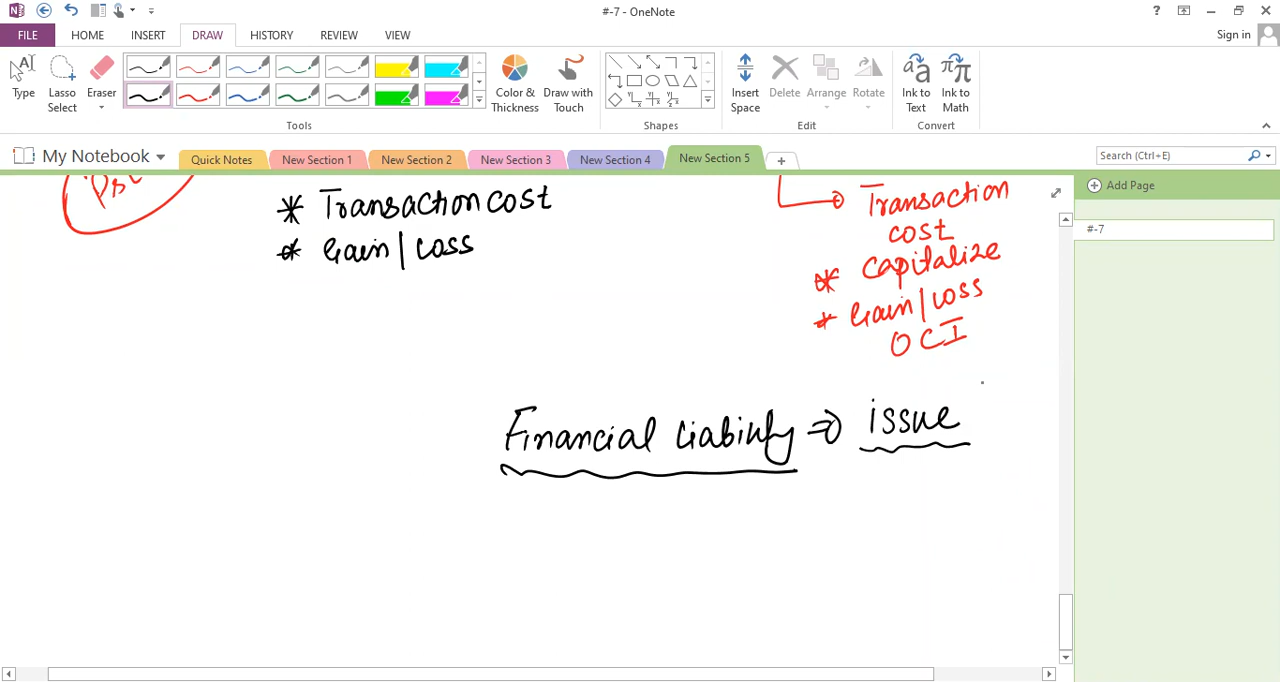 #-7 - OneNote
?
Sign in
FILE HOME INSERT DRAW HISTORY REVIEW VIEW
Type
Lasso Select
Eraser
Color & Thickness
Draw with Touch
Insert Space
Delete
Arrange
Rotate
Ink to Text
Ink to Math
Tools
Shapes
Edit
Convert
My Notebook
Quick Notes
New Section 1
New Section 2
New Section 3
New Section 4
New Section 5
Search (Ctrl+E)
Add Page
#-7
* Transaction cost
* Gain/Loss
Transaction
cost
* Capitalize
* Gain/Loss
OCI
Financial Liability ⇒ issue